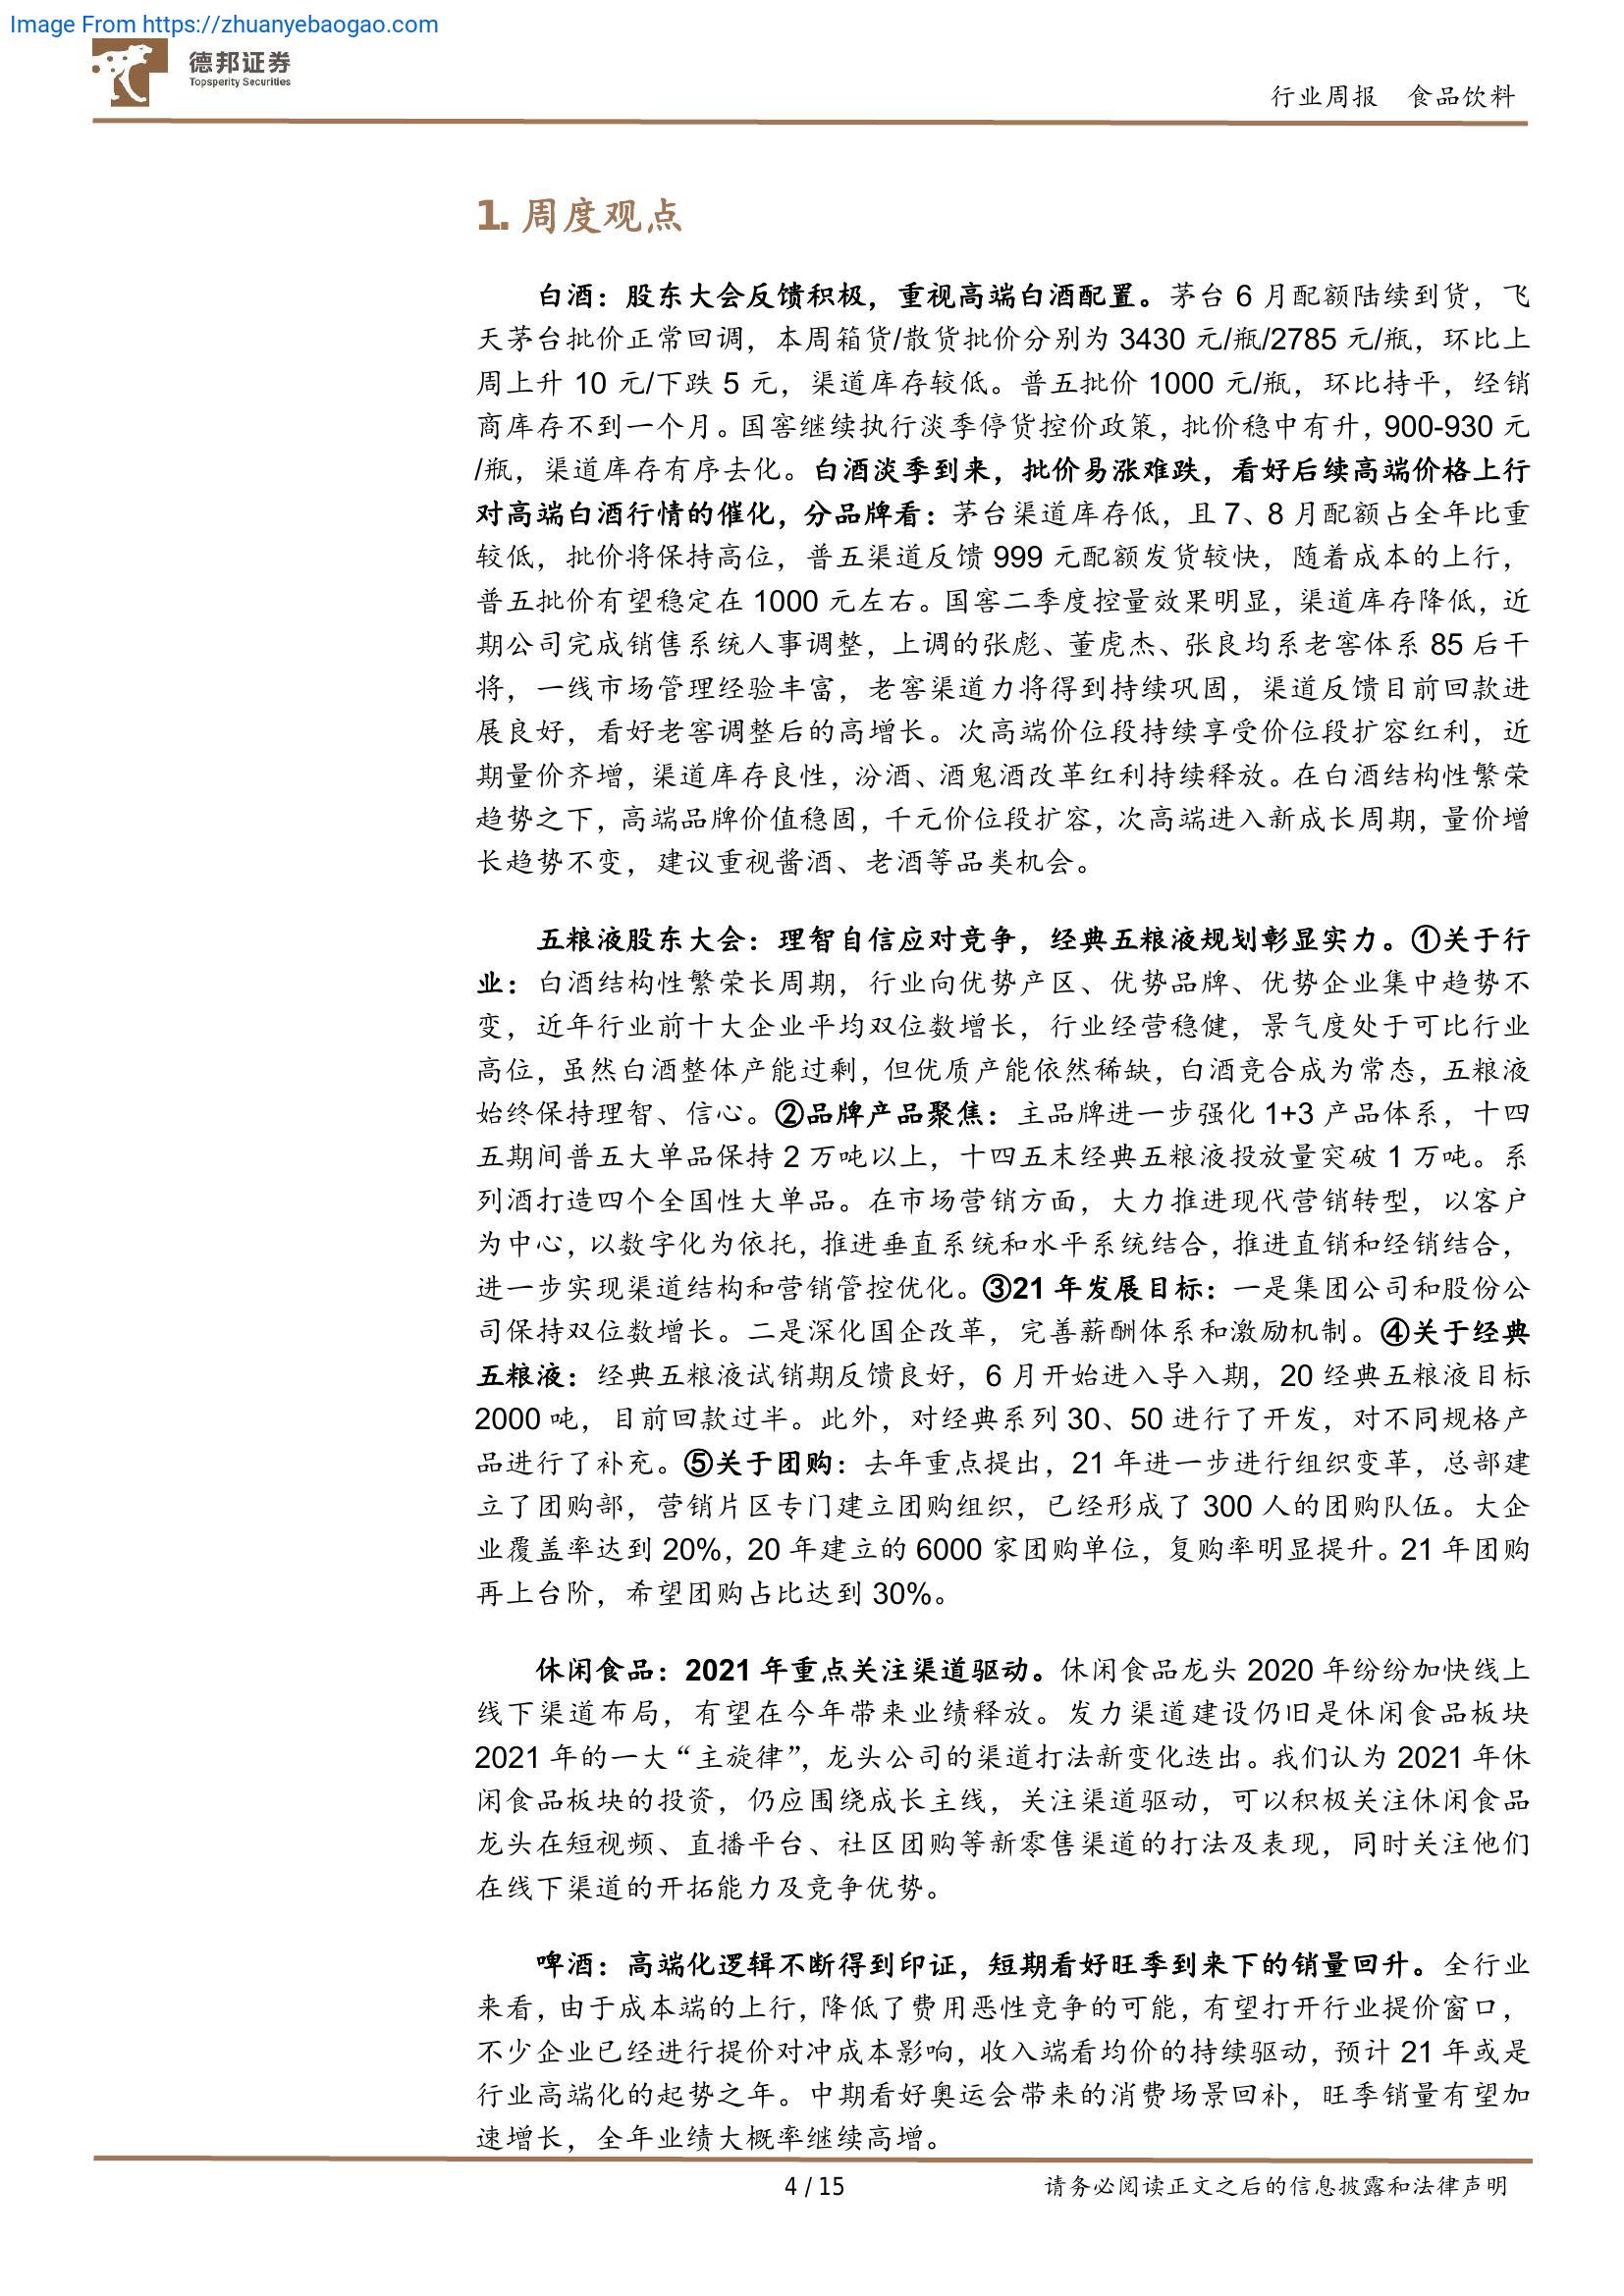 Image From https://zhuanyebaogao.com
德邦证券
Topsperity Securities
行业周报 食品饮料
1. 周度观点
白酒：股东大会反馈积极，重视高端白酒配置。茅台 6 月配额陆续到货，飞
天茅台批价正常回调，本周箱货/散货批价分别为 3430 元/瓶/2785 元/瓶，环比上
周上升 10 元/下跌 5 元，渠道库存较低。普五批价 1000 元/瓶，环比持平，经销
商库存不到一个月。国窖继续执行淡季停货控价政策，批价稳中有升，900-930 元
/瓶，渠道库存有序去化。白酒淡季到来，批价易涨难跌，看好后续高端价格上行
对高端白酒行情的催化，分品牌看：茅台渠道库存低，且 7、8 月配额占全年比重
较低，批价将保持高位，普五渠道反馈 999 元配额发货较快，随着成本的上行，
普五批价有望稳定在 1000 元左右。国窖二季度控量效果明显，渠道库存降低，近
期公司完成销售系统人事调整，上调的张彪、董虎杰、张良均系老窖体系 85 后干
将，一线市场管理经验丰富，老窖渠道力将得到持续巩固，渠道反馈目前回款进
展良好，看好老窖调整后的高增长。次高端价位段持续享受价位段扩容红利，近
期量价齐增，渠道库存良性，汾酒、酒鬼酒改革红利持续释放。在白酒结构性繁荣
趋势之下，高端品牌价值稳固，千元价位段扩容，次高端进入新成长周期，量价增
长趋势不变，建议重视酱酒、老酒等品类机会。
五粮液股东大会：理智自信应对竞争，经典五粮液规划彰显实力。①关于行
业：白酒结构性繁荣长周期，行业向优势产区、优势品牌、优势企业集中趋势不
变，近年行业前十大企业平均双位数增长，行业经营稳健，景气度处于可比行业
高位，虽然白酒整体产能过剩，但优质产能依然稀缺，白酒竞合成为常态，五粮液
始终保持理智、信心。②品牌产品聚焦：主品牌进一步强化 1+3 产品体系，十四
五期间普五大单品保持 2 万吨以上，十四五末经典五粮液投放量突破 1 万吨。系
列酒打造四个全国性大单品。在市场营销方面，大力推进现代营销转型，以客户
为中心，以数字化为依托，推进垂直系统和水平系统结合，推进直销和经销结合，
进一步实现渠道结构和营销管控优化。③21 年发展目标：一是集团公司和股份公
司保持双位数增长。二是深化国企改革，完善薪酬体系和激励机制。④关于经典
五粮液：经典五粮液试销期反馈良好，6 月开始进入导入期，20 经典五粮液目标
2000 吨，目前回款过半。此外，对经典系列 30、50 进行了开发，对不同规格产
品进行了补充。⑤关于团购：去年重点提出，21 年进一步进行组织变革，总部建
立了团购部，营销片区专门建立团购组织，已经形成了 300 人的团购队伍。大企
业覆盖率达到 20%，20 年建立的 6000 家团购单位，复购率明显提升。21 年团购
再上台阶，希望团购占比达到 30%。
休闲食品：2021 年重点关注渠道驱动。休闲食品龙头 2020 年纷纷加快线上
线下渠道布局，有望在今年带来业绩释放。发力渠道建设仍旧是休闲食品板块
2021 年的一大“主旋律”，龙头公司的渠道打法新变化迭出。我们认为 2021 年休
闲食品板块的投资，仍应围绕成长主线，关注渠道驱动，可以积极关注休闲食品
龙头在短视频、直播平台、社区团购等新零售渠道的打法及表现，同时关注他们
在线下渠道的开拓能力及竞争优势。
啤酒：高端化逻辑不断得到印证，短期看好旺季到来下的销量回升。全行业
来看，由于成本端的上行，降低了费用恶性竞争的可能，有望打开行业提价窗口，
不少企业已经进行提价对冲成本影响，收入端看均价的持续驱动，预计 21 年或是
行业高端化的起势之年。中期看好奥运会带来的消费场景回补，旺季销量有望加
速增长，全年业绩大概率继续高增。
4 / 15
请务必阅读正文之后的信息披露和法律声明